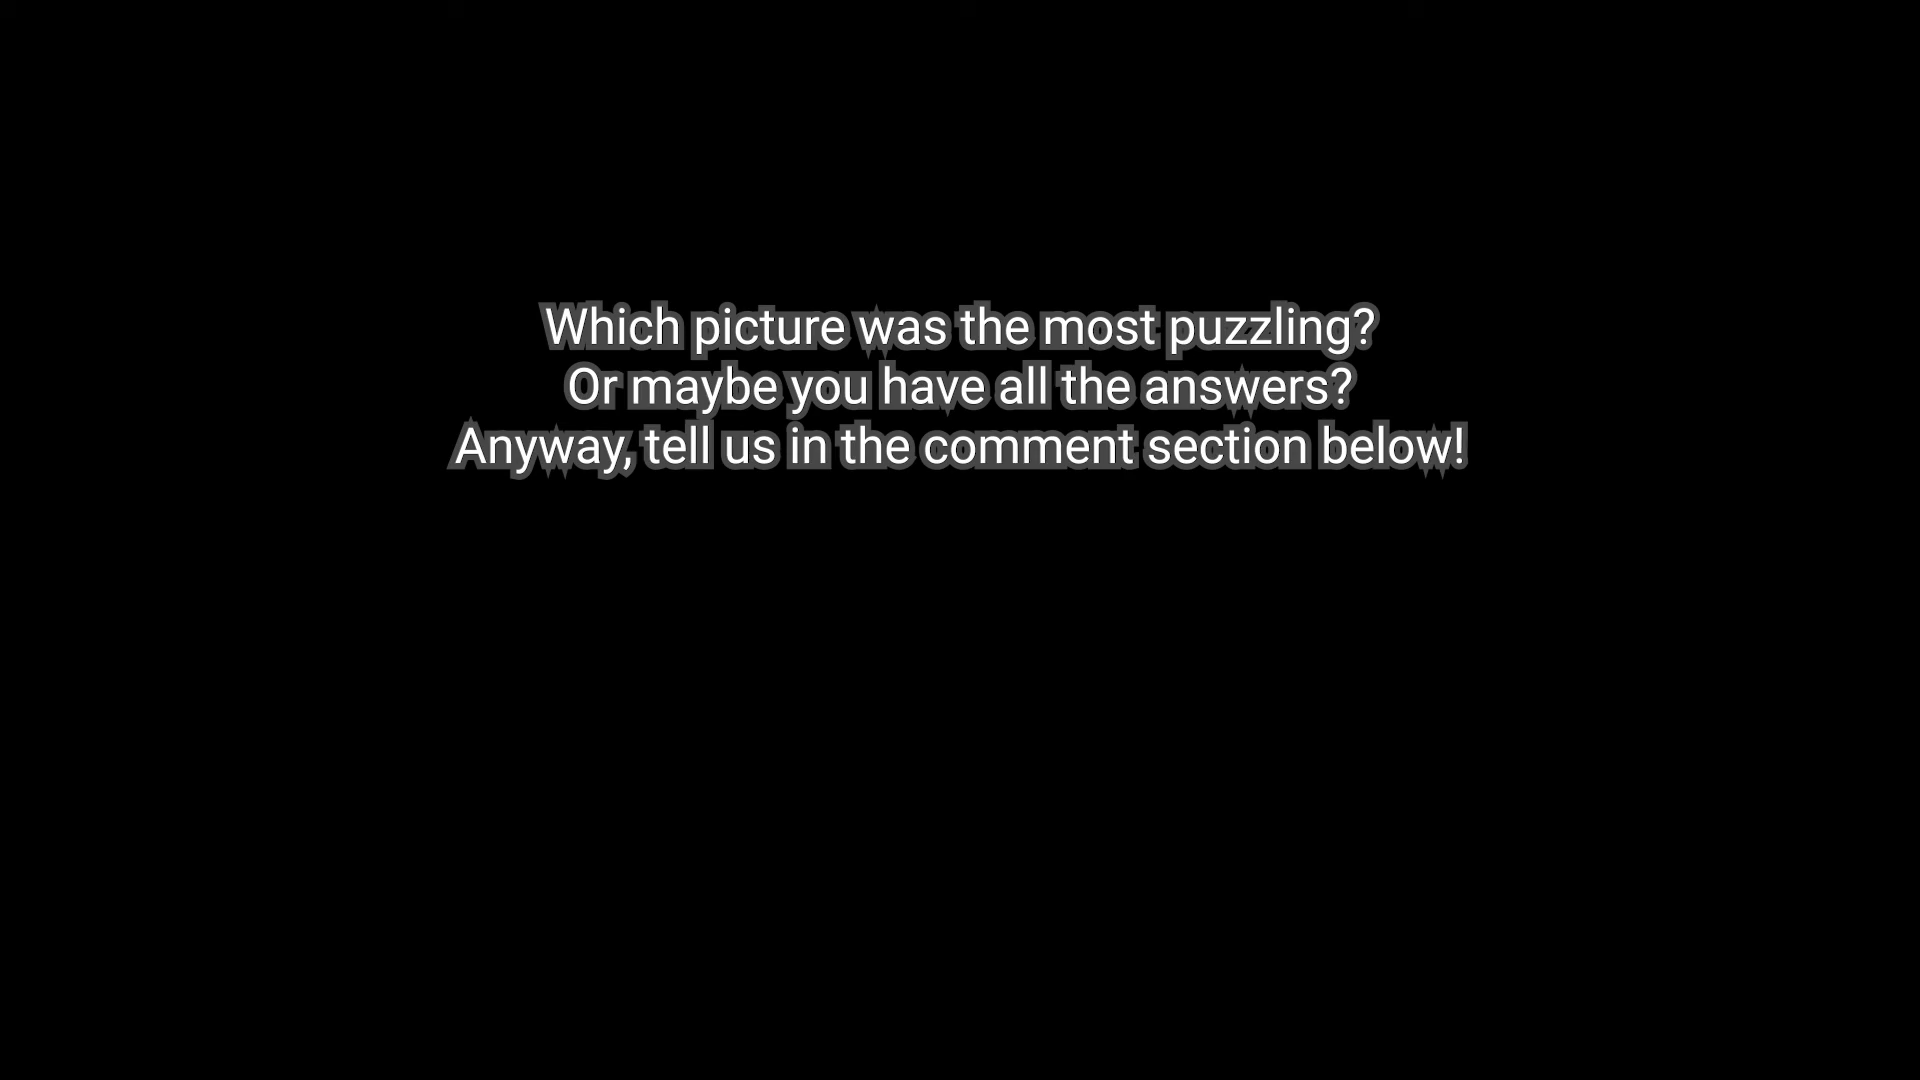 Which picture was the most puzzling?
Or maybe you have all the answers?
Anyway, tell us in the comment section below!